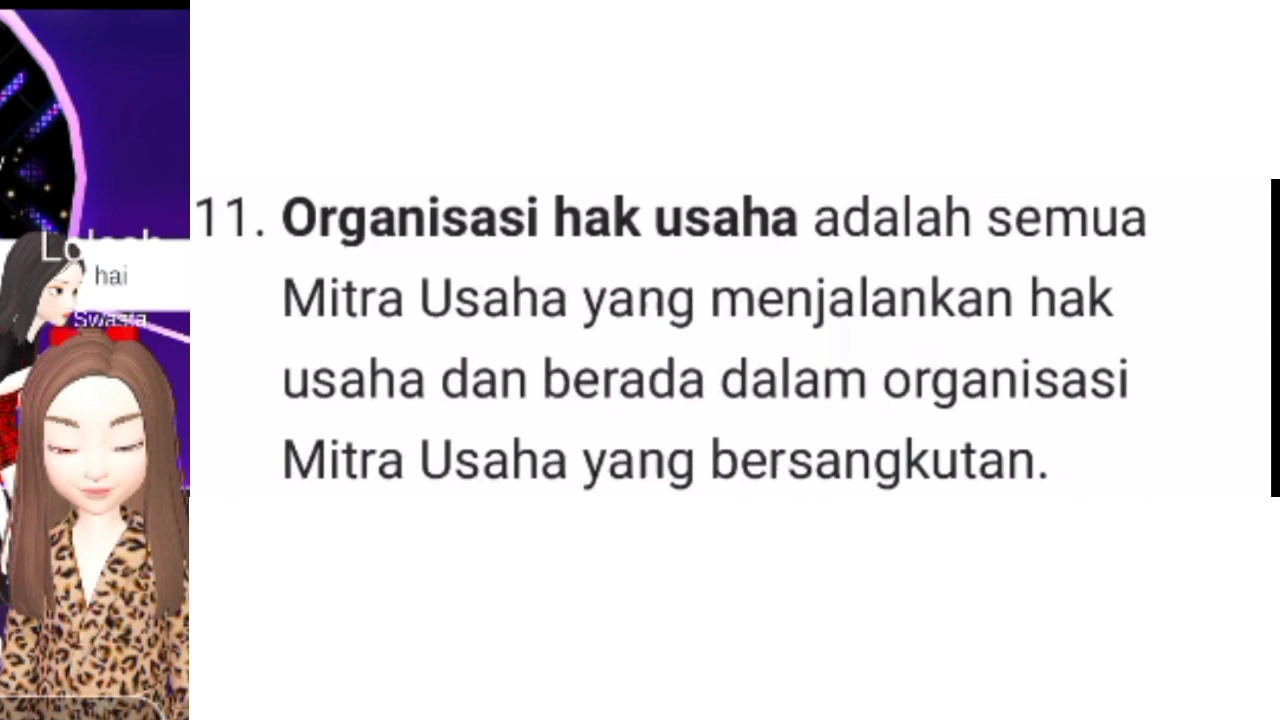 hai
Swasta
11. Organisasi hak usaha adalah semua
Mitra Usaha yang menjalankan hak
usaha dan berada dalam organisasi
Mitra Usaha yang bersangkutan.